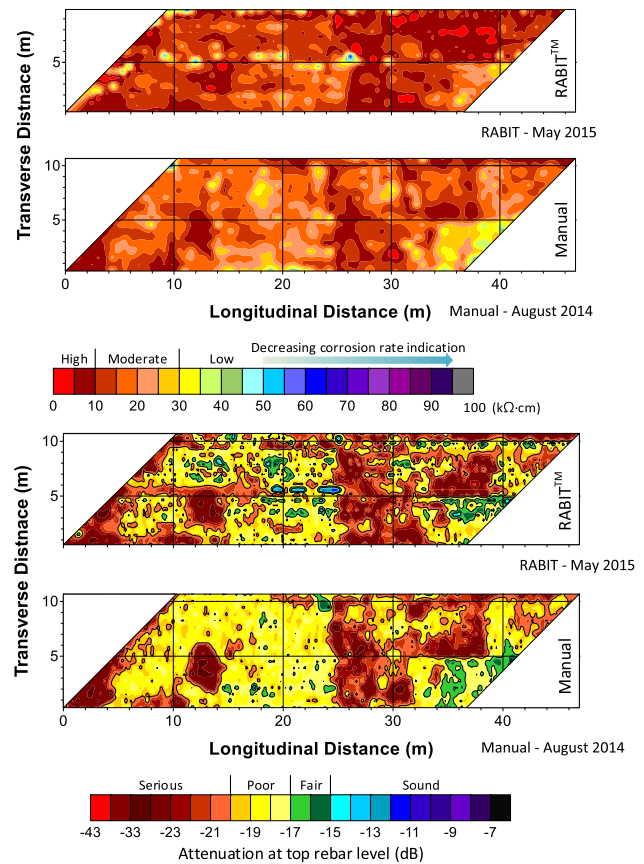 Transverse Distnace (m)
5
RABIT™
RABIT - May 2015
10
5
0
10
20
30
40
Manual
Longitudinal Distance (m)
Manual - August 2014
Decreasing corrosion rate indication
High Moderate Low
0 10 20 30 40 50 60 70 80 90 100 (kΩ·cm)
Transverse Distnace (m)
10
5
RABIT™
RABIT - May 2015
10
5
0 10 20 30 40
Manual
Longitudinal Distance (m)
Manual - August 2014
Serious Poor Fair Sound
-43 -33 -23 -21 -19 -17 -15 -13 -11 -9 -7
Attenuation at top rebar level (dB)